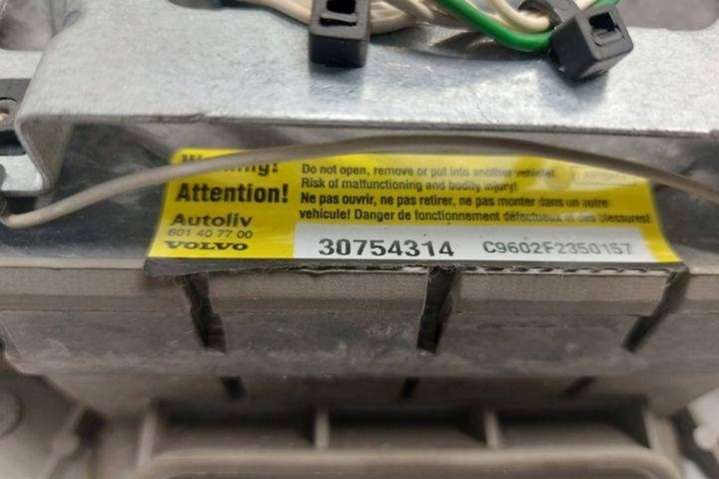 Warning!
Attention!
Autoliv
601 40 77 00
VOLVO
Do not open, remove or put into another vehicle!
Risk of malfunctioning and bodily injury!
Ne pas ouvrir, ne pas retirer, ne pas monter dans un autre
vehicule! Danger de fonctionnement défectueux et des blessures!
30754314 C9602F2350157